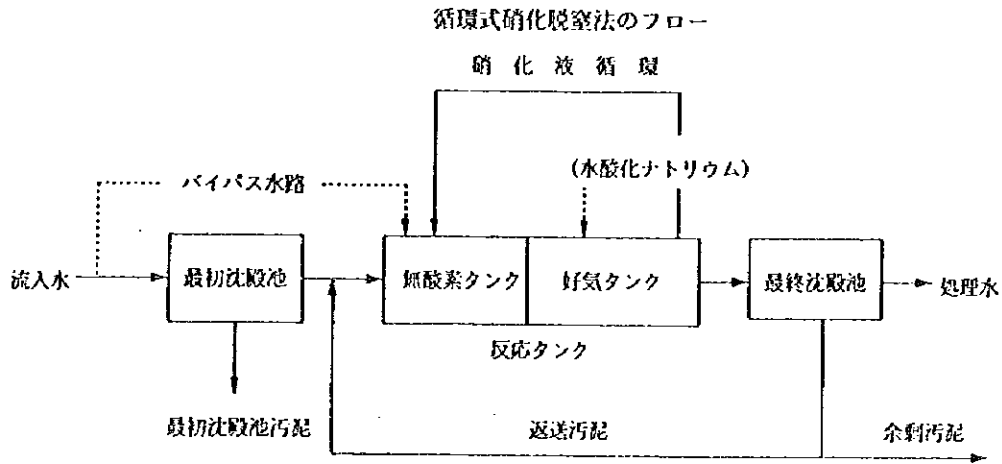 循環式硝化脱窒法のフロー
硝化液循環
(水酸化ナトリウム)
バイパス水路
流入水
最初沈殿池
無酸素タンク
好気タンク
最終沈殿池
処理水
反応タンク
最初沈殿池汚泥
返送汚泥
余剰汚泥